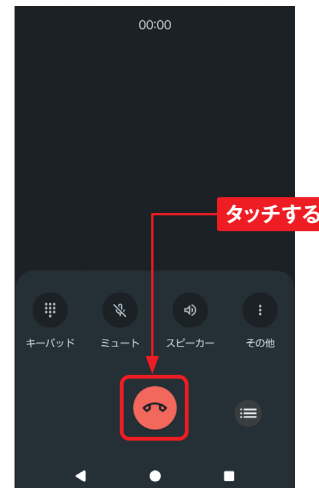 00:00
タッチする
キーパッド
ミュート
スピーカー
その他